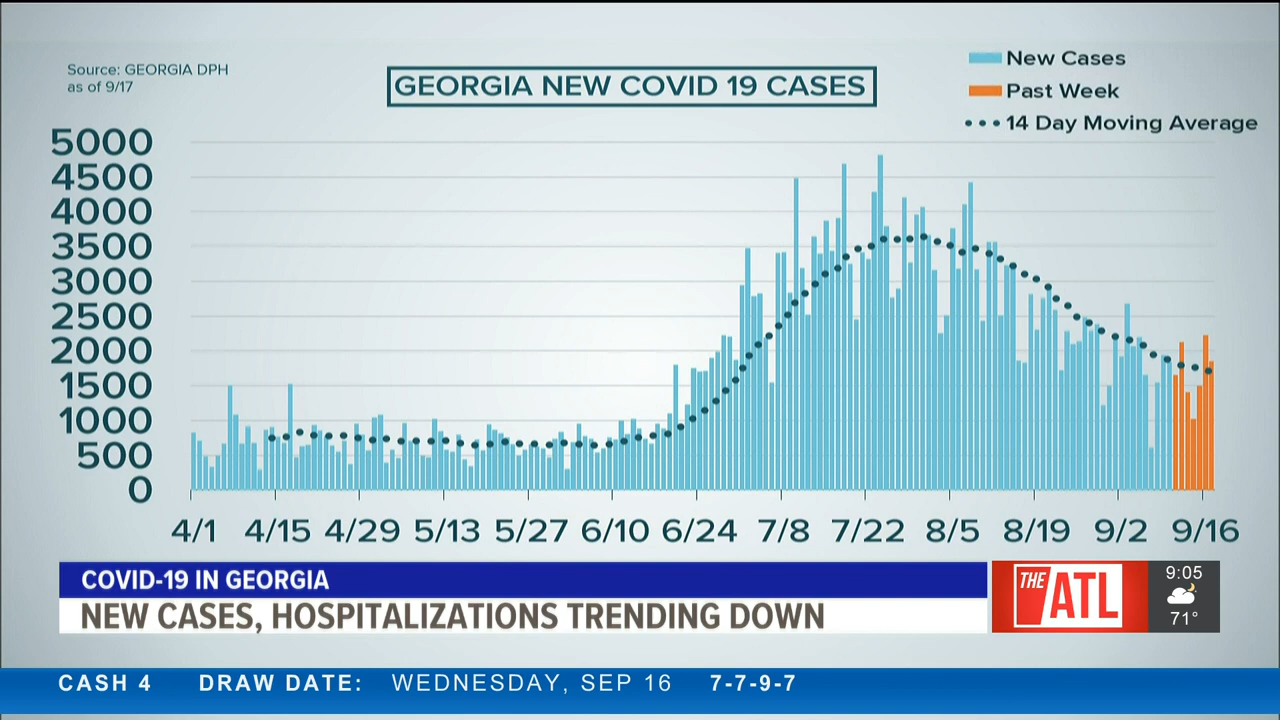 Source: GEORGIA DPH
as of 9/17
GEORGIA NEW COVID 19 CASES
New Cases
Past Week
14 Day Moving Average
5000
4500
4000
3500
3000
2500
2000
1500
1000
500
0
4/1 4/15 4/29 5/13 5/27 6/10 6/24 7/8 7/22 8/5 8/19 9/2 9/16
COVID-19 IN GEORGIA
NEW CASES, HOSPITALIZATIONS TRENDING DOWN
THE ATL
9:05
71°
CASH 4 DRAW DATE: WEDNESDAY, SEP 16 7-7-9-7